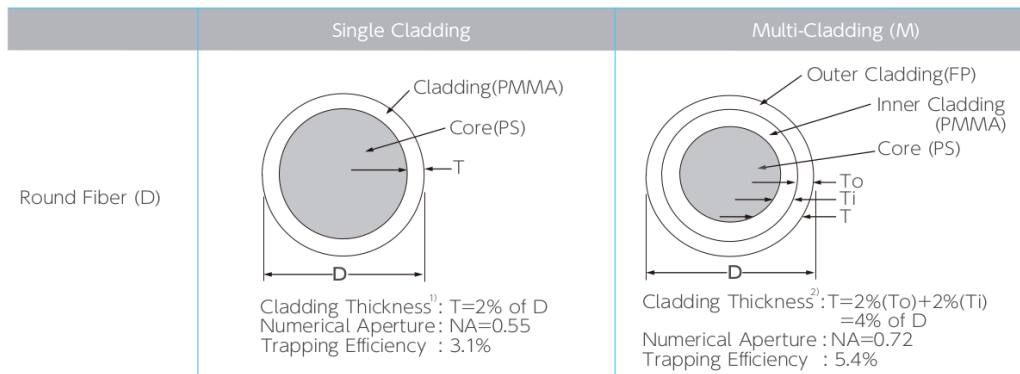 Single Cladding
Multi-Cladding (M)
Round Fiber (D)
Cladding(PMMA)
Core(PS)
T
D
Cladding Thickness1): T=2% of D
Numerical Aperture: NA=0.55
Trapping Efficiency : 3.1%
Outer Cladding(FP)
Inner Cladding
(PMMA)
Core (PS)
To
Ti
T
D
Cladding Thickness2): T=2%(To)+2%(Ti)
=4% of D
Numerical Aperture : NA=0.72
Trapping Efficiency : 5.4%